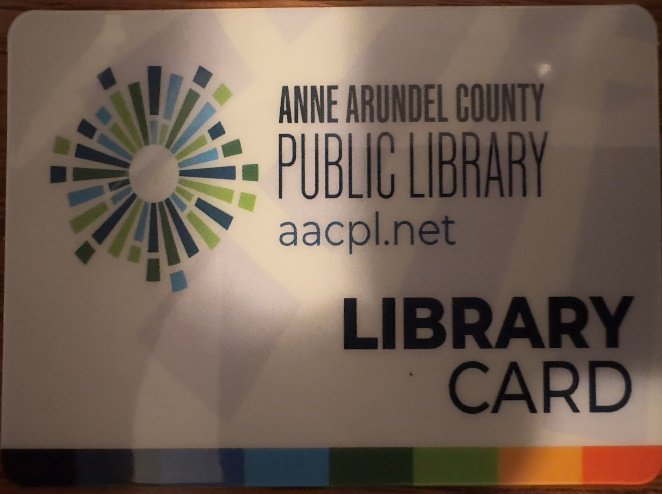 ANNE ARUNDEL COUNTY
PUBLIC LIBRARY
aacpl.net
LIBRARY
CARD